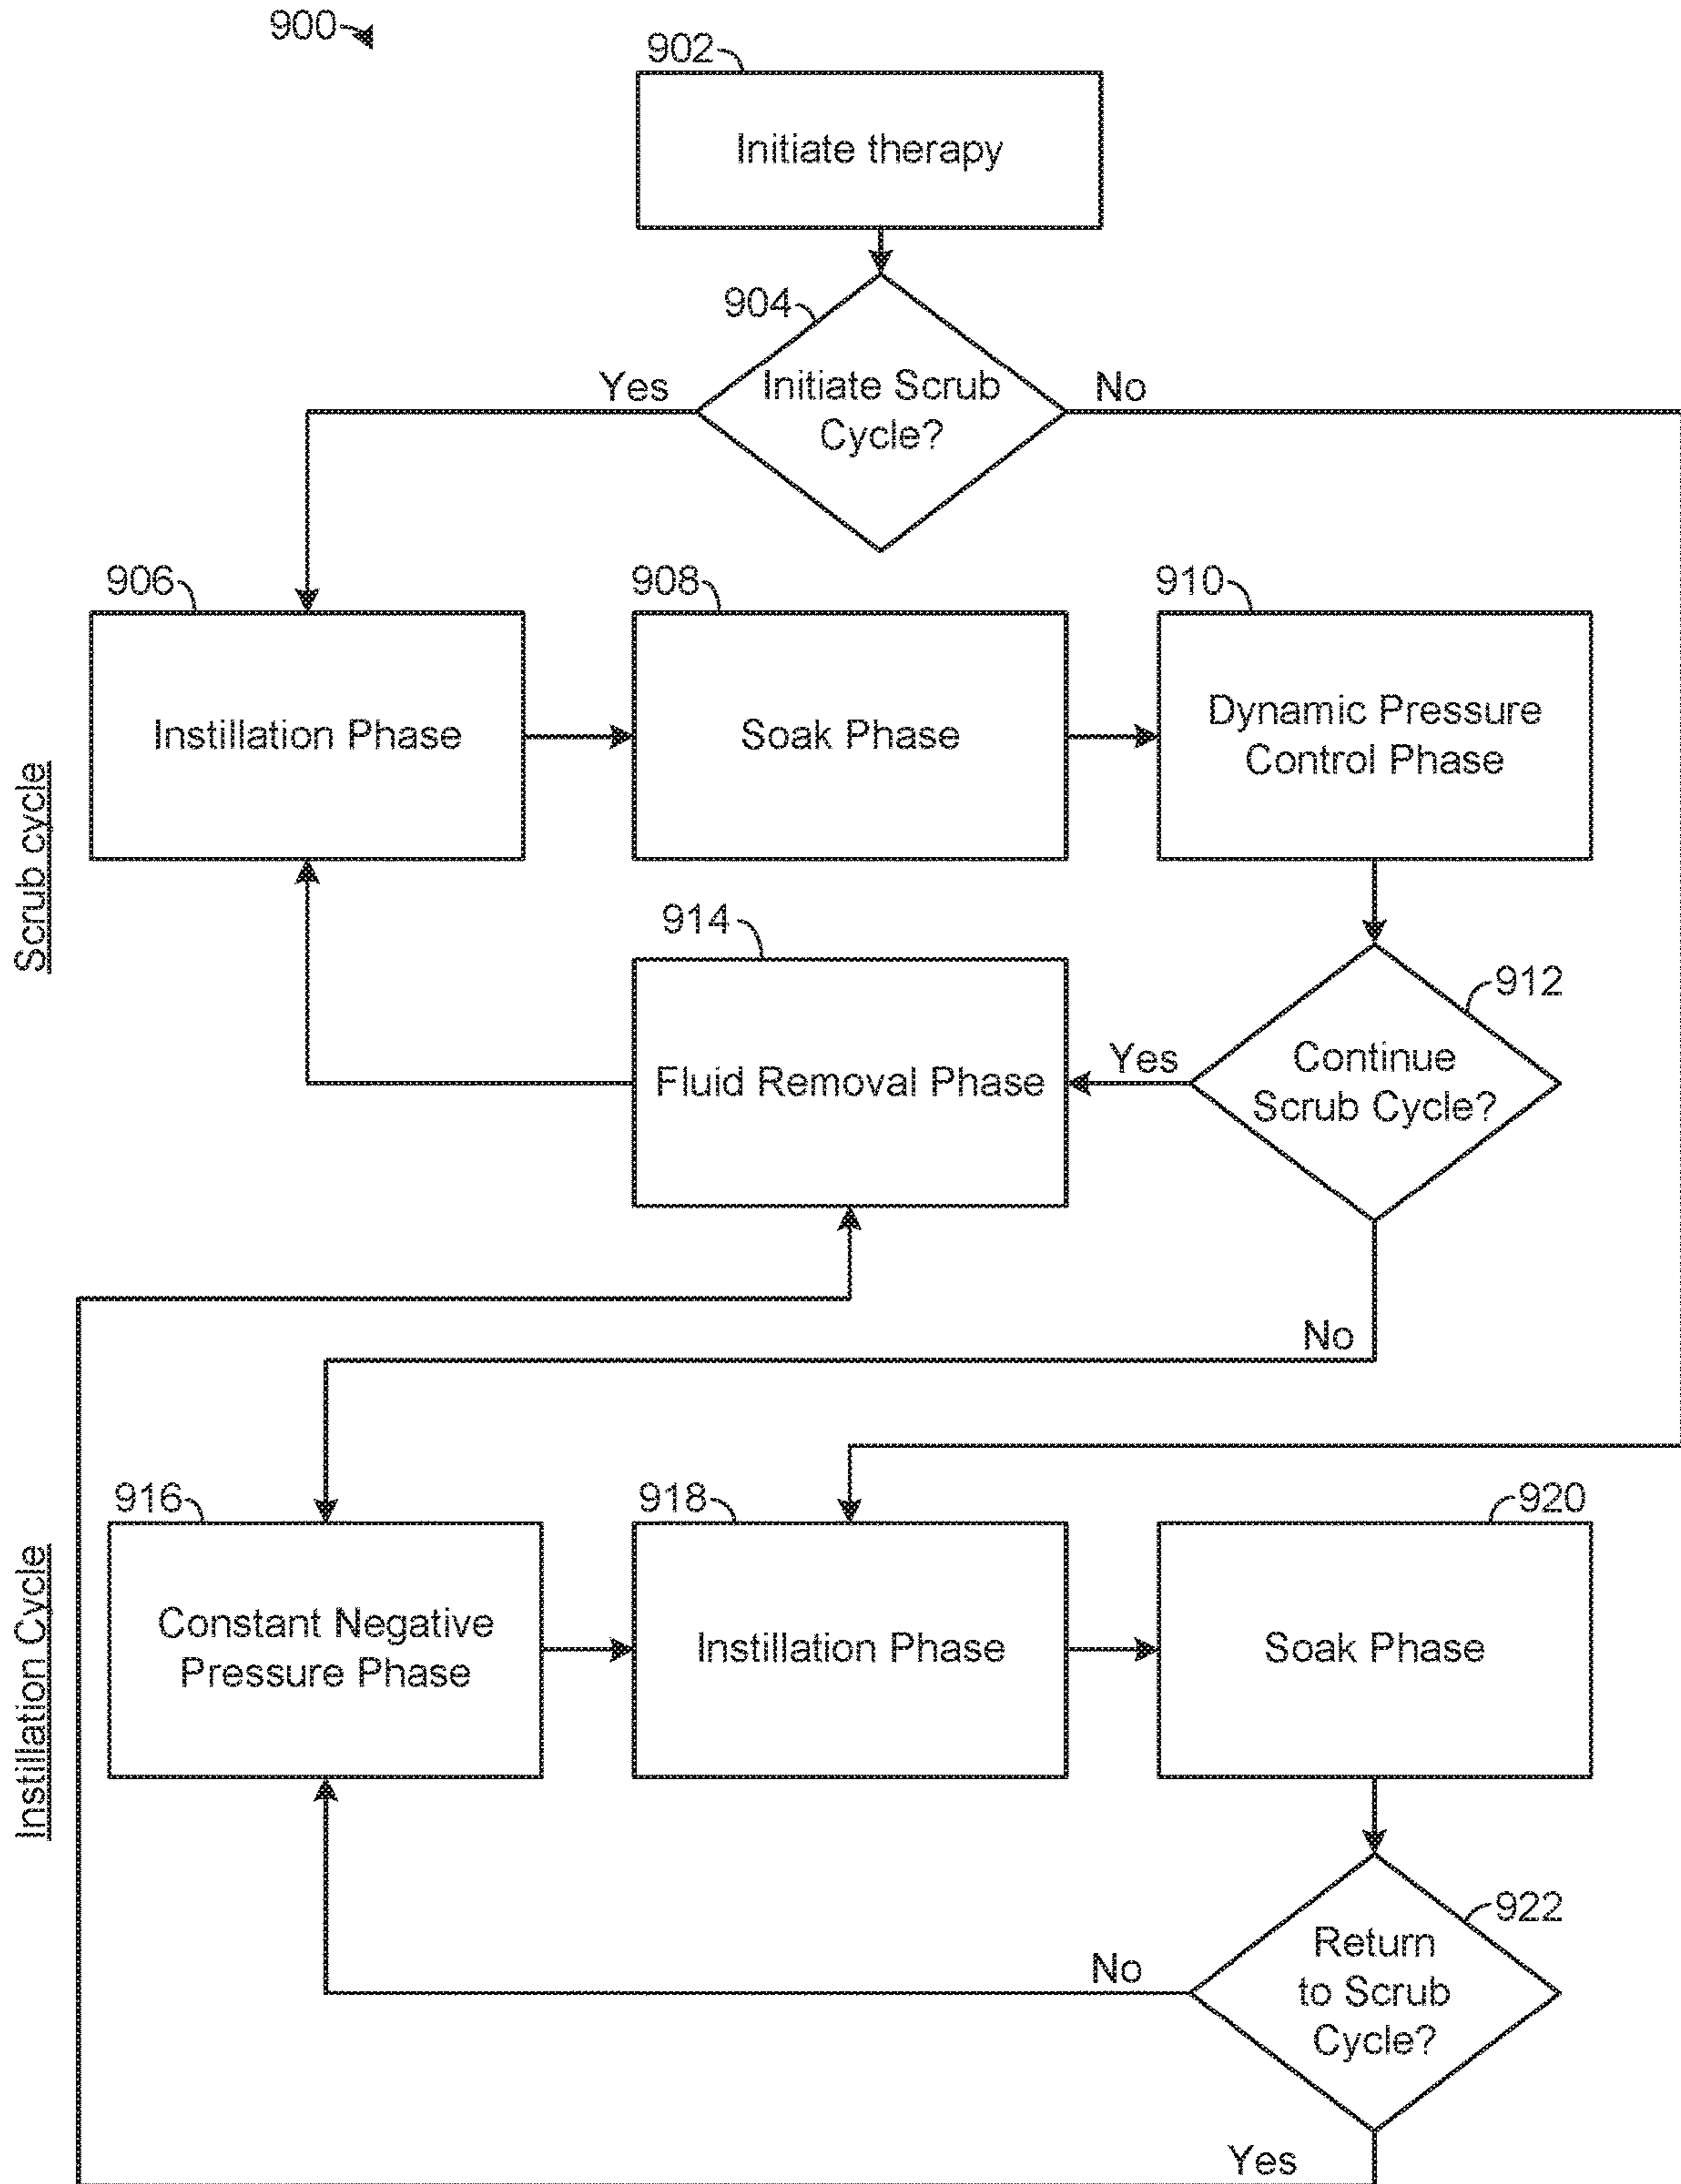 900
902
Initiate therapy
904
Initiate Scrub
Cycle?
Yes
No
906
908
910
Instillation Phase
Soak Phase
Dynamic Pressure
Control Phase
Scrub cycle
914
912
Fluid Removal Phase
Yes
Continue
Scrub Cycle?
No
916
918
920
Constant Negative
Pressure Phase
Instillation Phase
Soak Phase
Instillation Cycle
922
Return
to Scrub
Cycle?
No
Yes